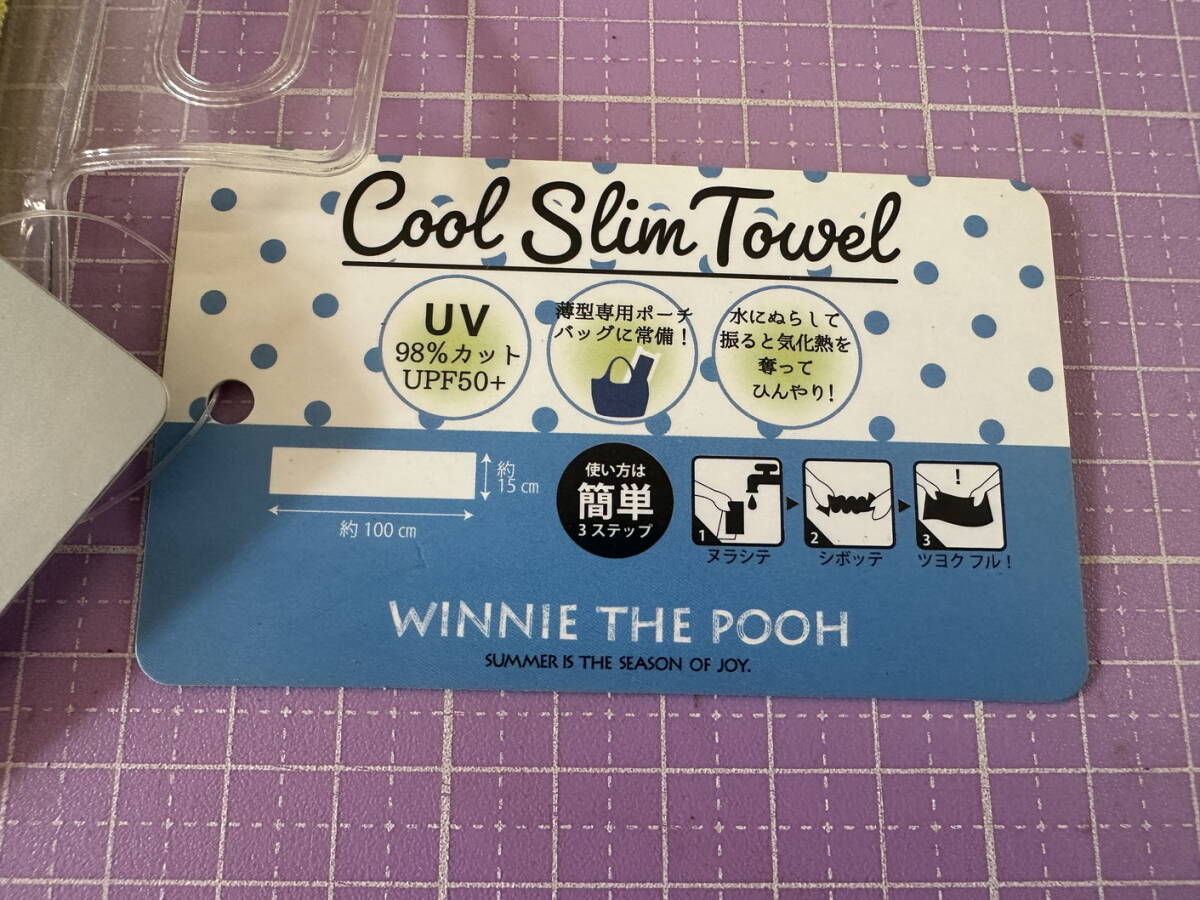 Cool Slim Towel
UV
98%カット
UPF50+
薄型専用ポーチ
バッグに常備！
水にぬらして
振ると気化熱を
奪って
ひんやり！
約
15㎝
約 100㎝
使い方は
簡単
3ステップ
1
ヌラシテ
2
シボッテ
!
3
ツヨク フル！
WINNIE THE POOH
SUMMER IS THE SEASON OF JOY.